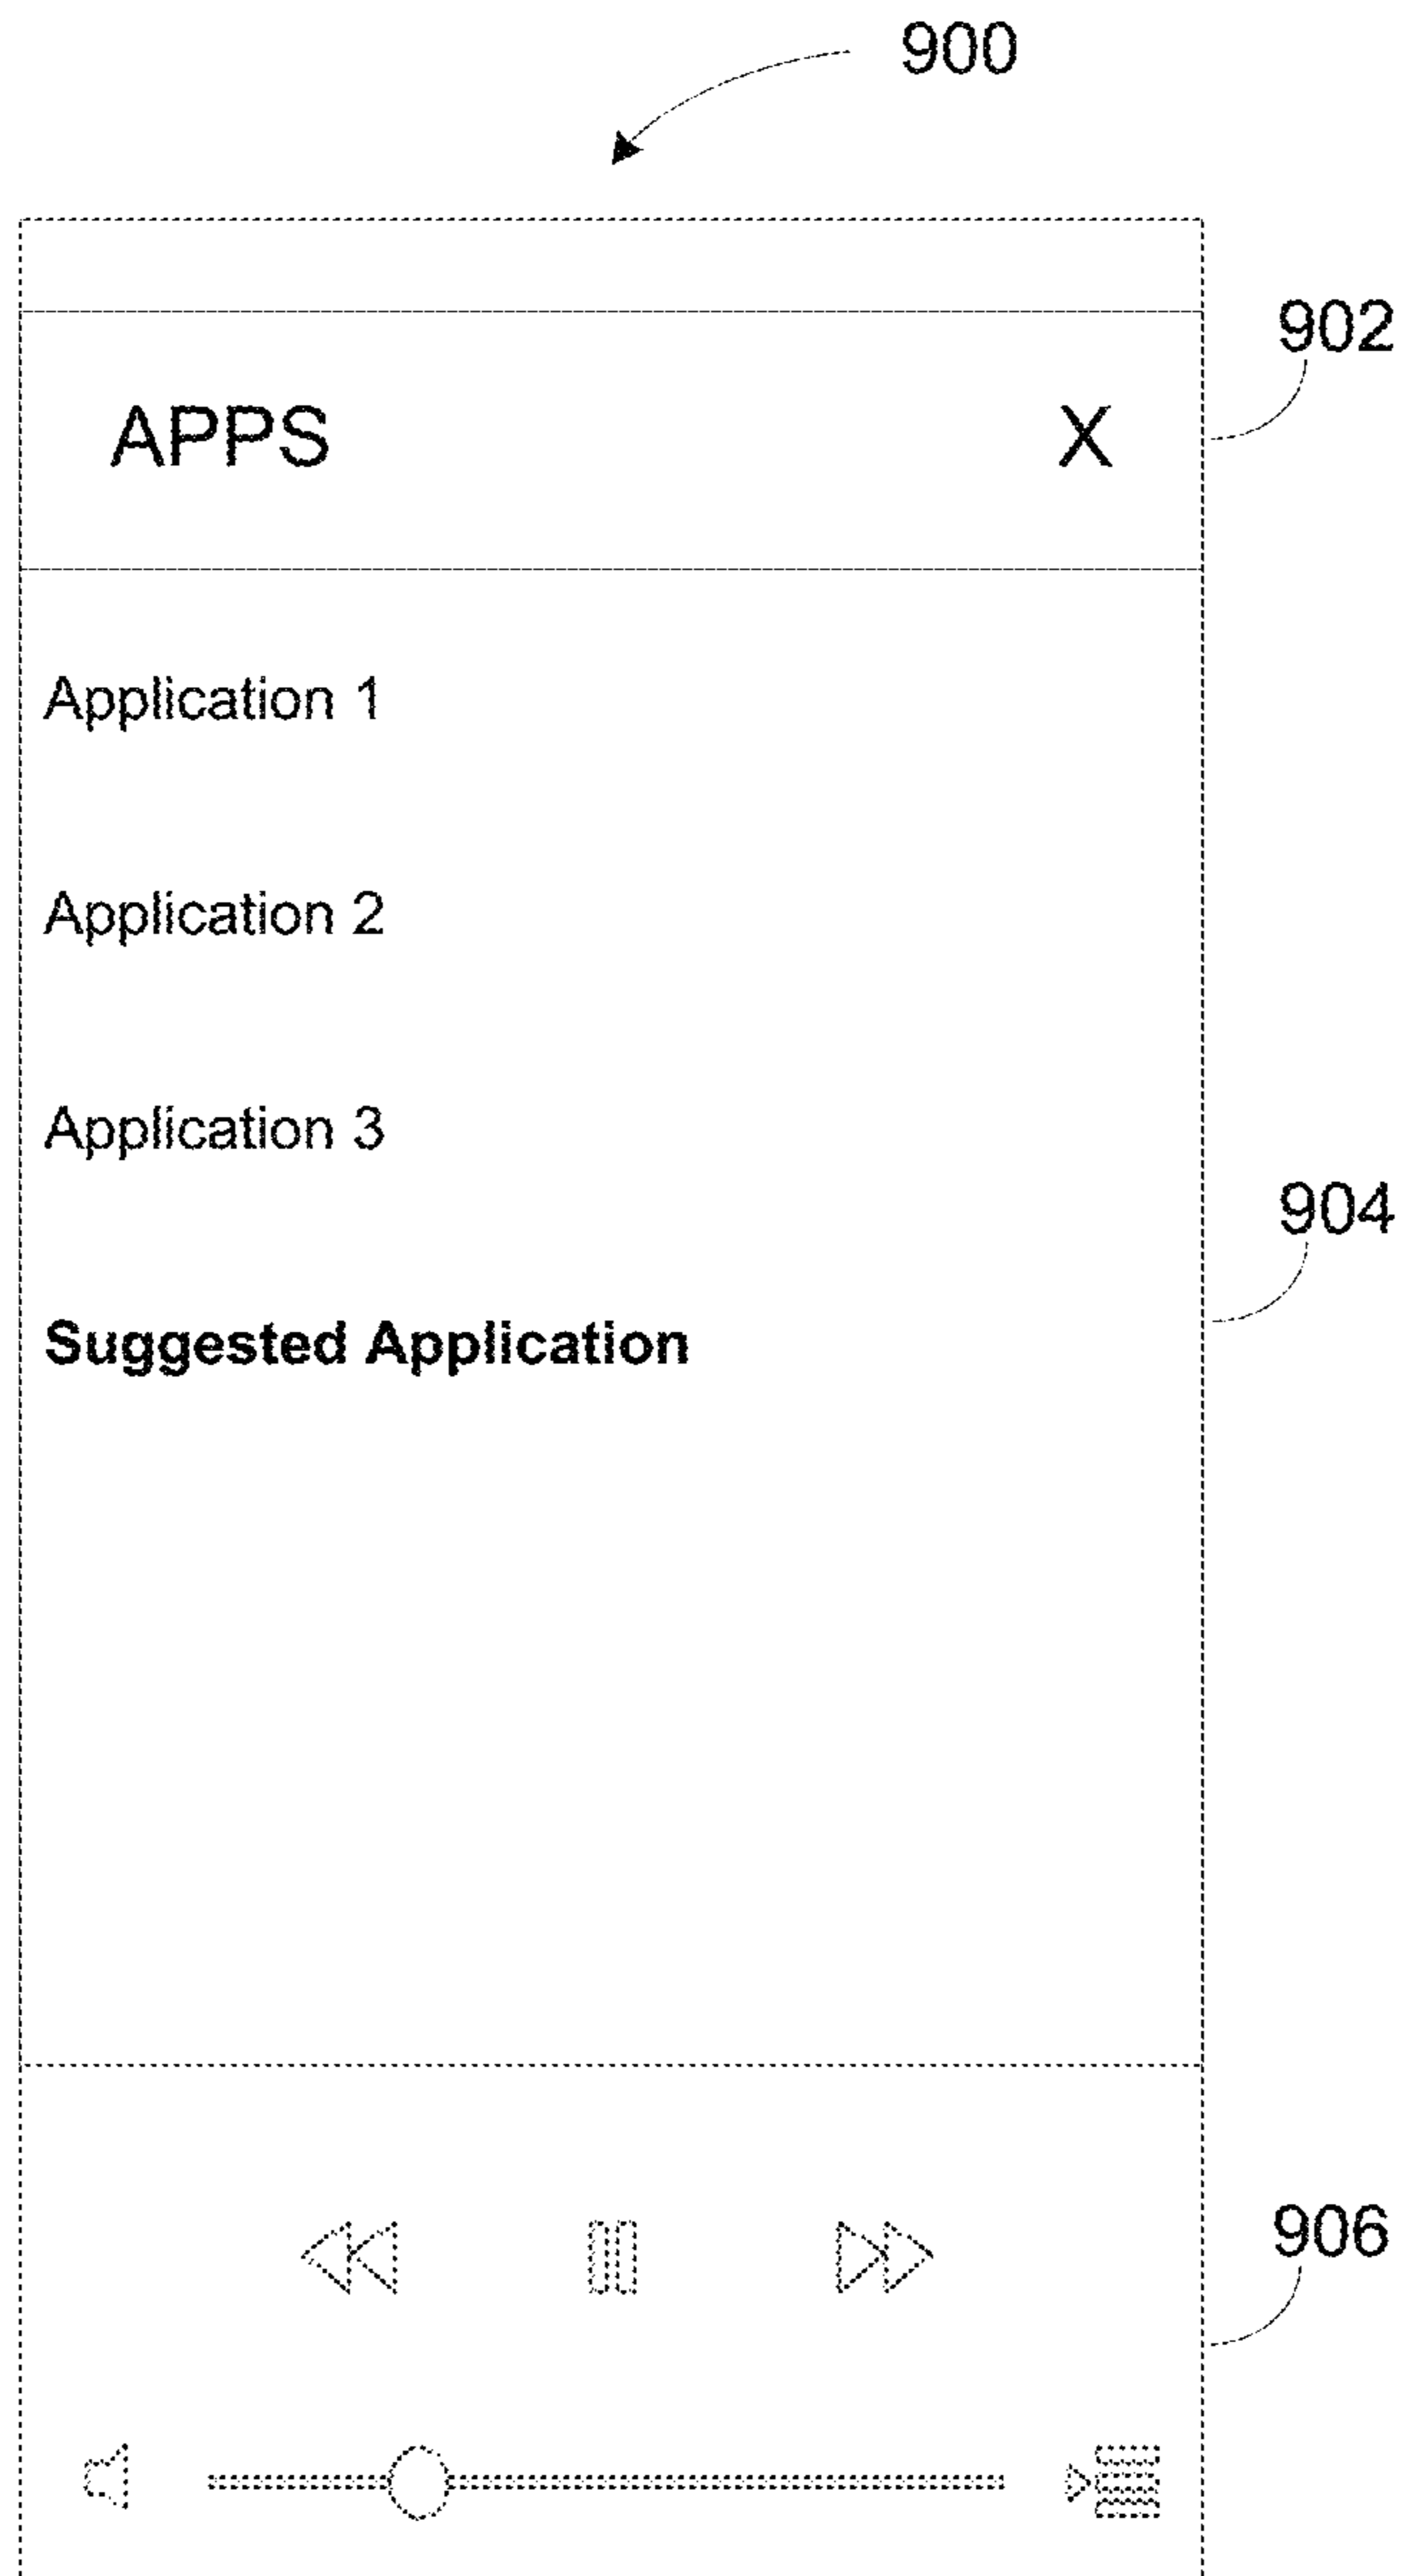 900
902
APPS X
Application 1
Application 2
Application 3
904
Suggested Application
906